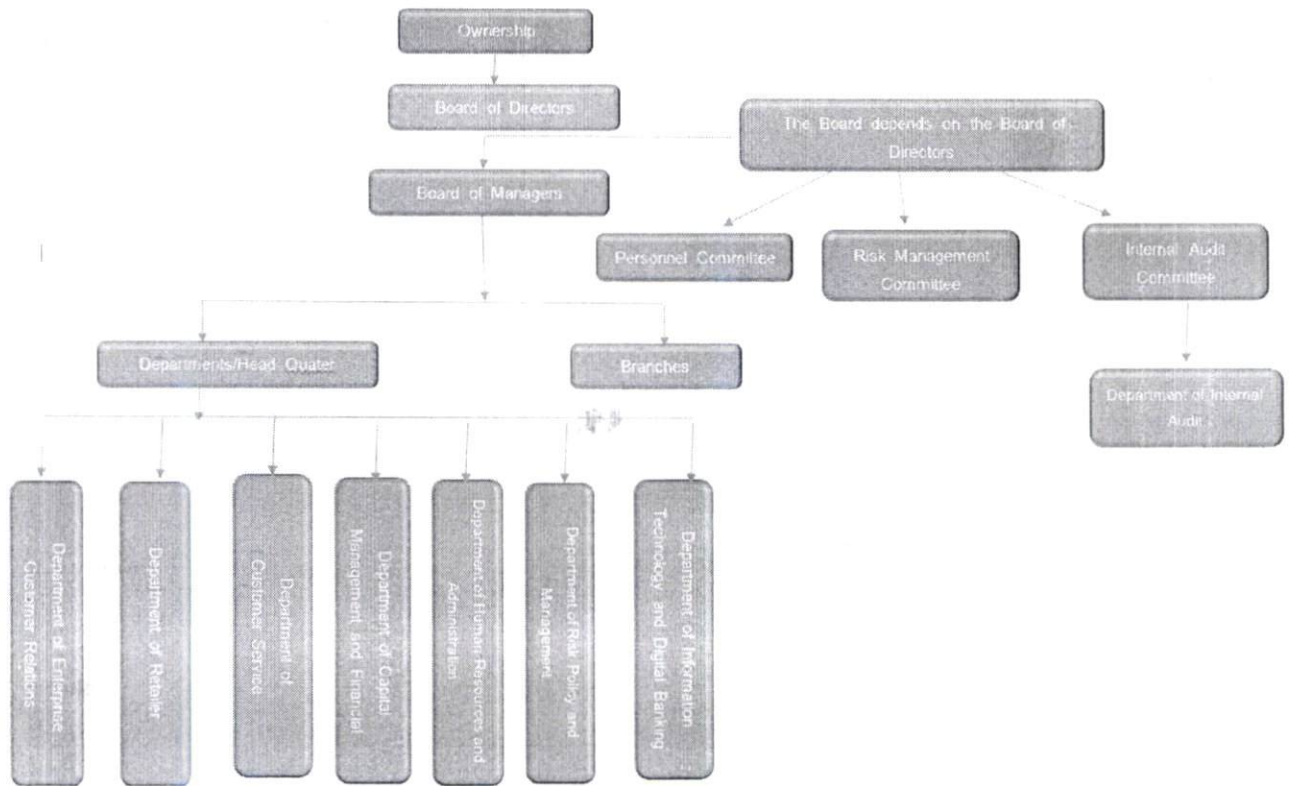 Ownership
Board of Directors
The Board depends on the Board of
Directors
Board of Managers
Personnel Committee
Risk Management
Committee
Internal Audit
Committee
Departments/Head Quater
Branches
Department of Internal
Audit
Department of Enterprise
Customer Relations
Department of Retailer
Department of
Customer Service
Department of Capital
Management and Financial
Department of Human Resources and
Administration
Department of Risk Policy and
Management
Department of Information
Technology and Digital Banking